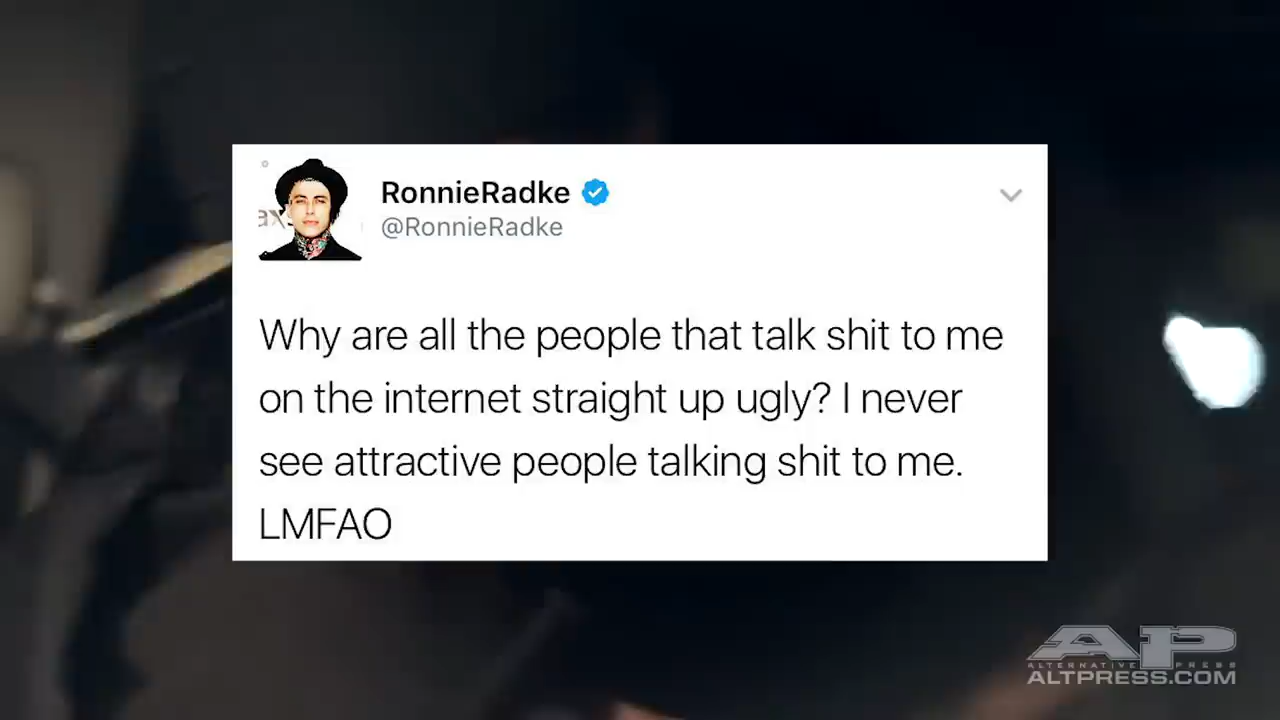 RonnieRadke
@RonnieRadke
Why are all the people that talk shit to me
on the internet straight up ugly? I never
see attractive people talking shit to me.
LMFAO
AP
ALTERNATIVE PRESS
ALTPRESS.COM